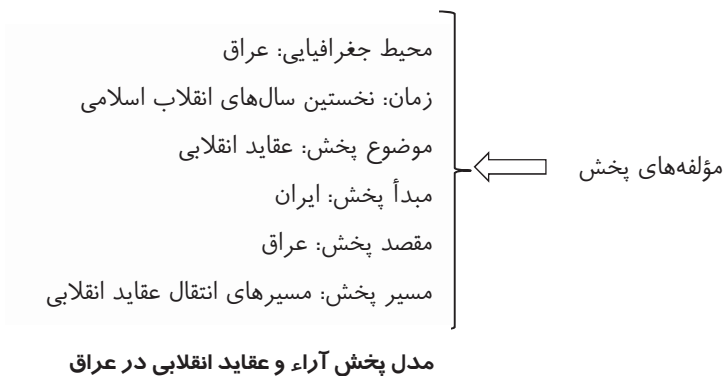 مؤلفه‌های پخش
محیط جغرافیایی: عراق
زمان: نخستین سال‌های انقلاب اسلامی
موضوع پخش: عقاید انقلابی
مبدأ پخش: ایران
مقصد پخش: عراق
مسیر پخش: مسیرهای انتقال عقاید انقلابی
مدل پخش آراء و عقاید انقلابی در عراق